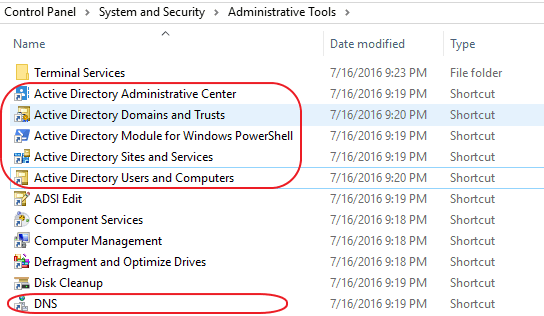 Control Panel > System and Security > Administrative Tools >
Name Date modified Type
Terminal Services 7/16/2016 9:23 PM File folder
Active Directory Administrative Center 7/16/2016 9:19 PM Shortcut
Active Directory Domains and Trusts 7/16/2016 9:20 PM Shortcut
Active Directory Module for Windows PowerShell 7/16/2016 9:19 PM Shortcut
Active Directory Sites and Services 7/16/2016 9:19 PM Shortcut
Active Directory Users and Computers 7/16/2016 9:20 PM Shortcut
ADSI Edit 7/16/2016 9:19 PM Shortcut
Component Services 7/16/2016 9:18 PM Shortcut
Computer Management 7/16/2016 9:18 PM Shortcut
Defragment and Optimize Drives 7/16/2016 9:18 PM Shortcut
Disk Cleanup 7/16/2016 9:19 PM Shortcut
DNS 7/16/2016 9:19 PM Shortcut